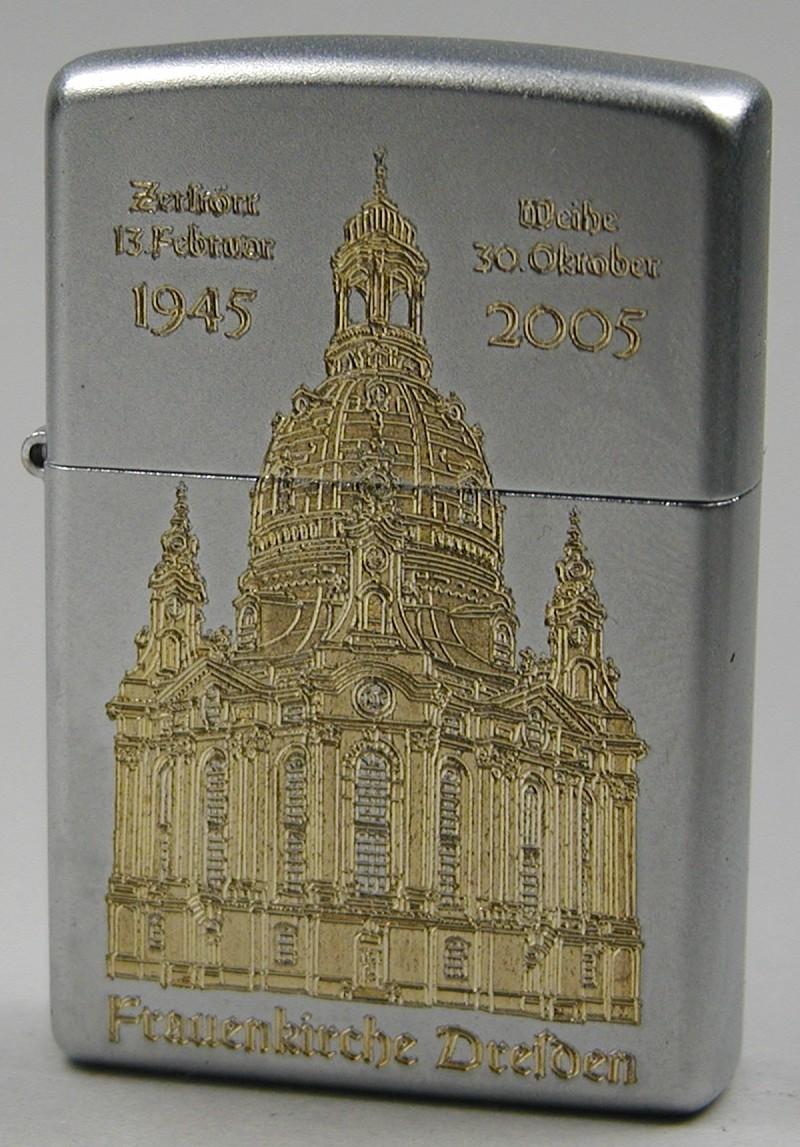 Zerſtört
13. Februar
1945
Weihe
30. Oktober
2005
Frauenkirche Dreſden